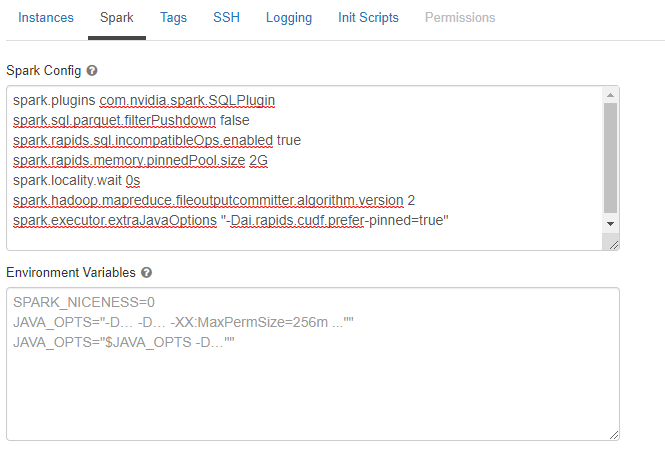 Instances Spark Tags SSH Logging Init Scripts Permissions
Spark Config ?
spark.plugins com.nvidia.spark.SQLPlugin
spark.sql.parquet.filterPushdown false
spark.rapids.sql.incompatibleOps.enabled true
spark.rapids.memory.pinnedPool.size 2G
spark.locality.wait 0s
spark.hadoop.mapreduce.fileoutputcommitter.algorithm.version 2
spark.executor.extraJavaOptions "-Dai.rapids.cudf.prefer-pinned=true"
Environment Variables ?
SPARK_NICENESS=0
JAVA_OPTS="-D... -D... -XX:MaxPermSize=256m ...""
JAVA_OPTS="$JAVA_OPTS -D...""